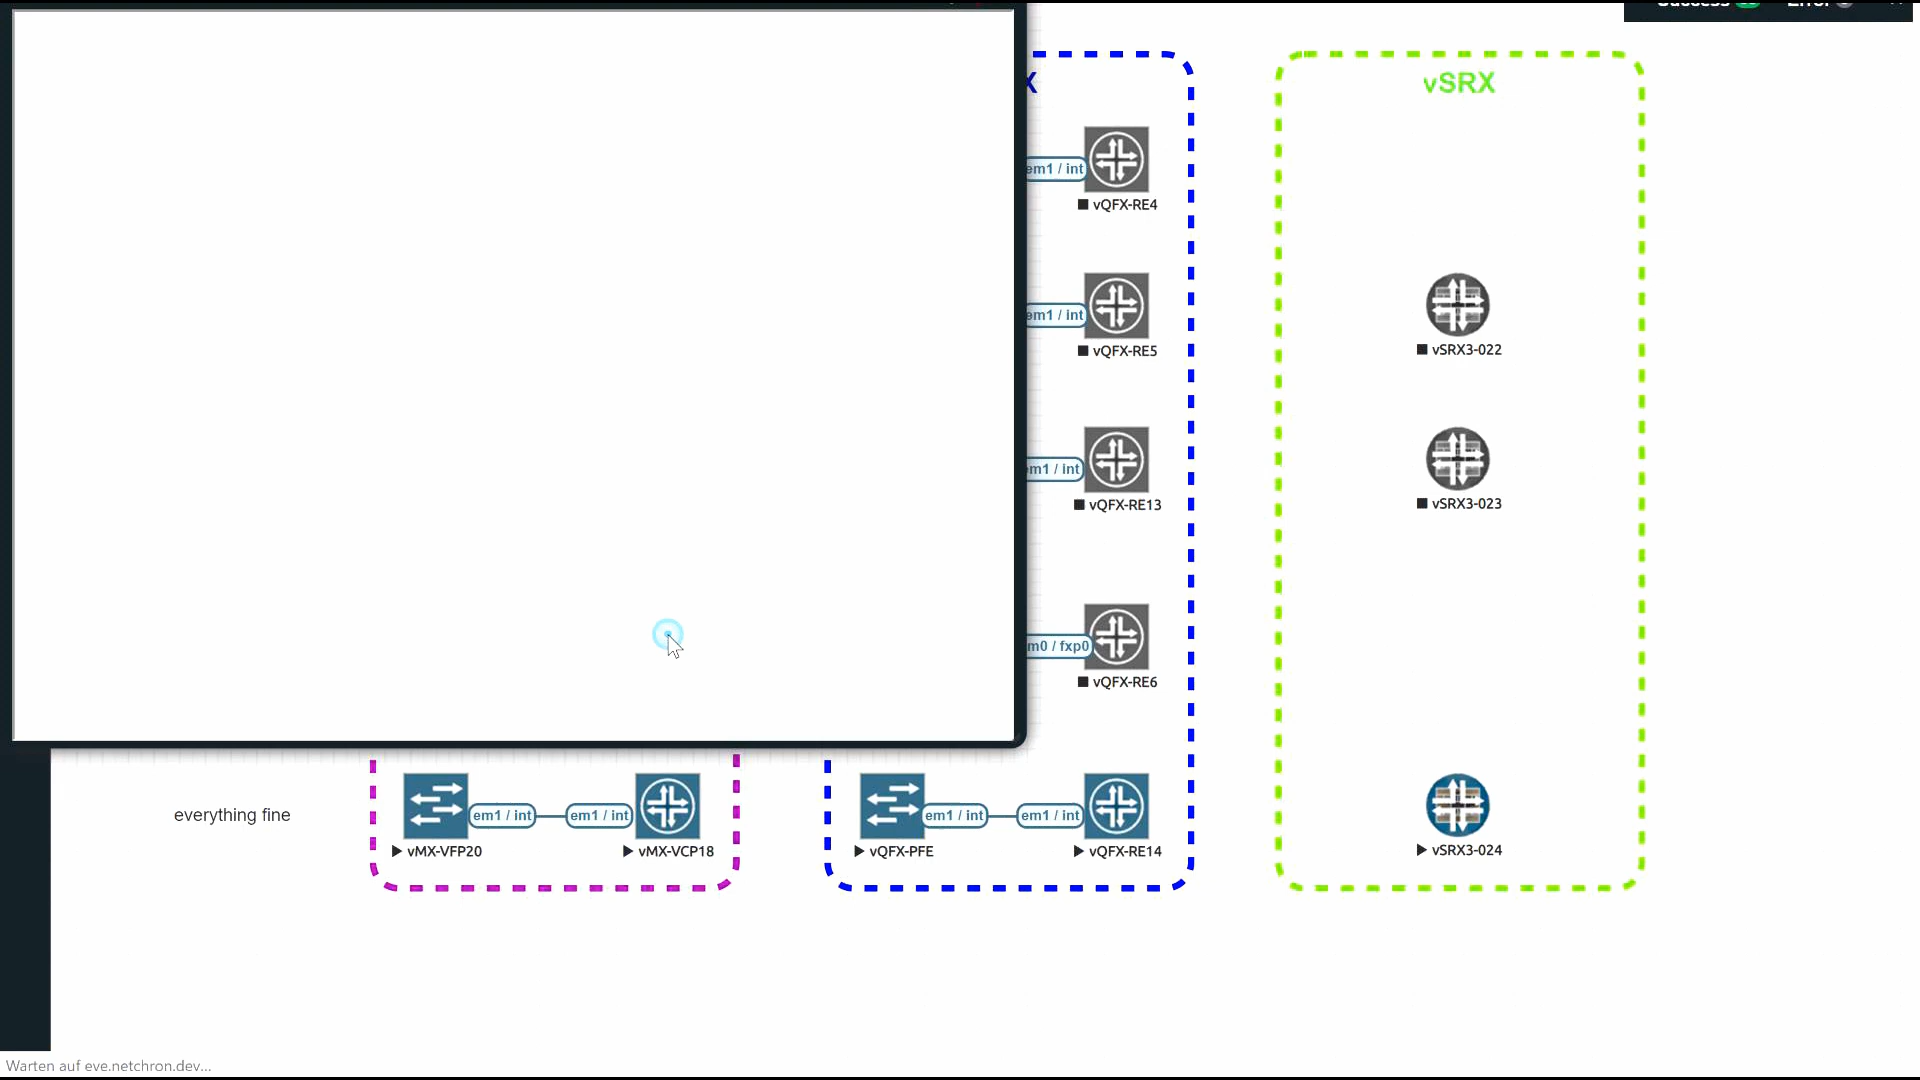 vSRX
em1 / int
vQFX-RE4
em1 / int
vQFX-RE5
vSRX3-022
m1 / int
vQFX-RE13
vSRX3-023
m0 / fxp0
vQFX-RE6
everything fine
em1 / int
em1 / int
vMX-VFP20
vMX-VCP18
em1 / int
em1 / int
vQFX-PFE
vQFX-RE14
vSRX3-024
Warten auf eve.netchron.dev...